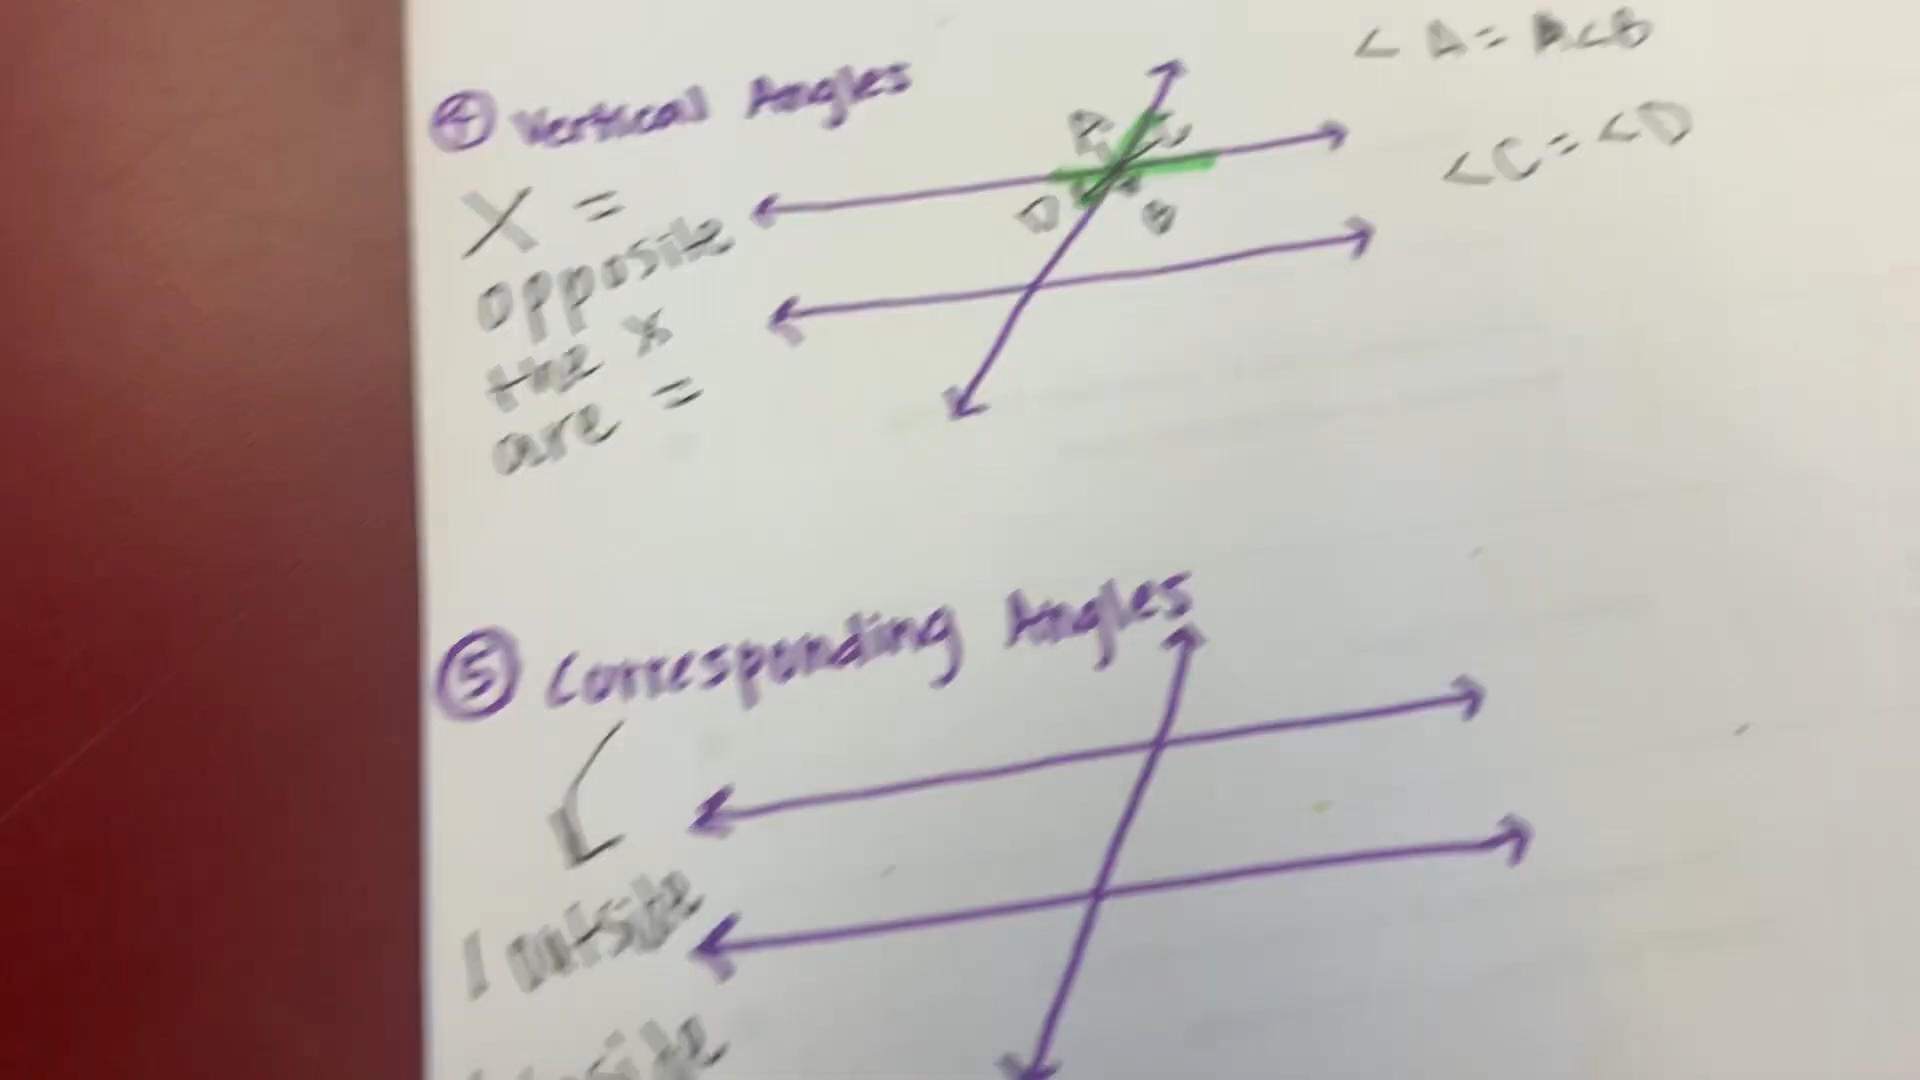 ④ Vertical Angles
X =
opposite
the x
are =
A C
D B
< A = <B
<C = <D
⑤ Corresponding Angles
1 outside